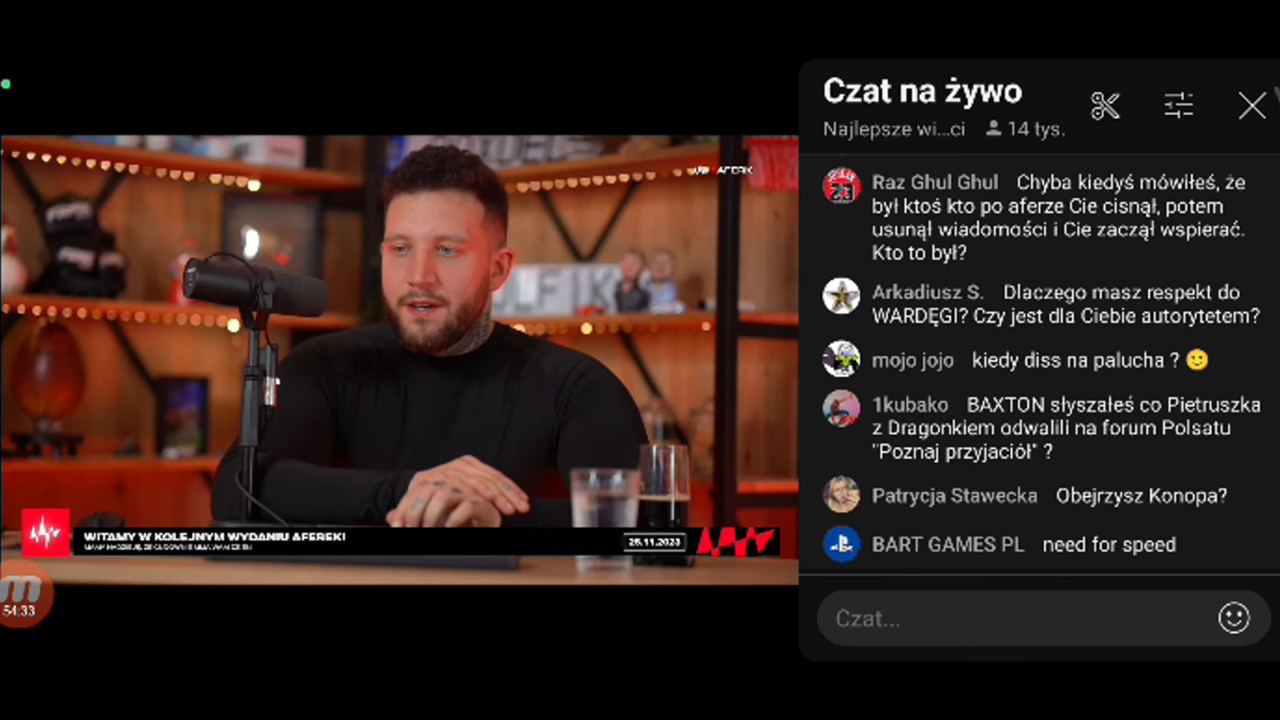 Czat na żywo
Najlepsze wi...ci 14 tys.
Raz Ghul Ghul Chyba kiedyś mówiłeś, że
był ktoś kto po aferze Cie cisnął, potem
usunął wiadomości i Cie zaczął wspierać.
Kto to był?
Arkadiusz S. Dlaczego masz respekt do
WARDĘGI? Czy jest dla Ciebie autorytetem?
mojo jojo kiedy diss na palucha ? 🙂
1kubako BAXTON słyszałeś co Pietruszka
z Dragonkiem odwalili na forum Polsatu
"Poznaj przyjaciół" ?
Patrycja Stawecka Obejrzysz Konopa?
BART GAMES PL need for speed
Czat...
WITAMY W KOLEJNYM WYDANIU AFEREK!
25.11.2023
54:33